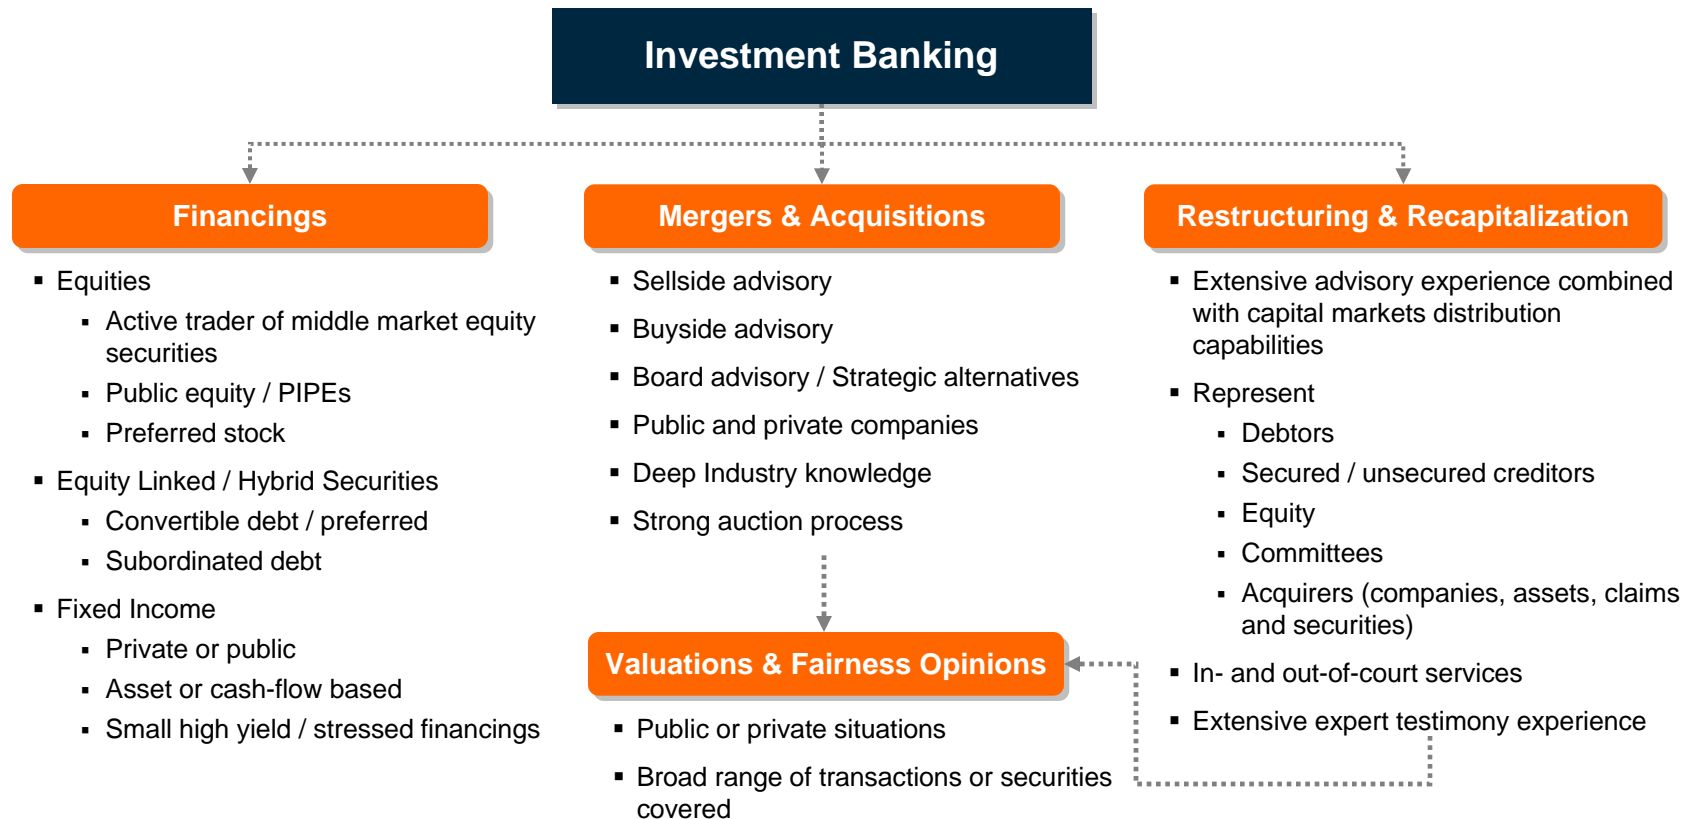 Investment Banking
Financings
Equities
Active trader of middle market equity
securities
Public equity / PIPEs
Preferred stock
Equity Linked / Hybrid Securities
Convertible debt / preferred
Subordinated debt
Fixed Income
Private or public
Asset or cash-flow based
Small high yield / stressed financings
Mergers & Acquisitions
Sellside advisory
Buyside advisory
Board advisory / Strategic alternatives
Public and private companies
Deep Industry knowledge
Strong auction process
Valuations & Fairness Opinions
Public or private situations
Broad range of transactions or securities
covered
Restructuring & Recapitalization
Extensive advisory experience combined
with capital markets distribution
capabilities
Represent
Debtors
Secured / unsecured creditors
Equity
Committees
Acquirers (companies, assets, claims
and securities)
In- and out-of-court services
Extensive expert testimony experience